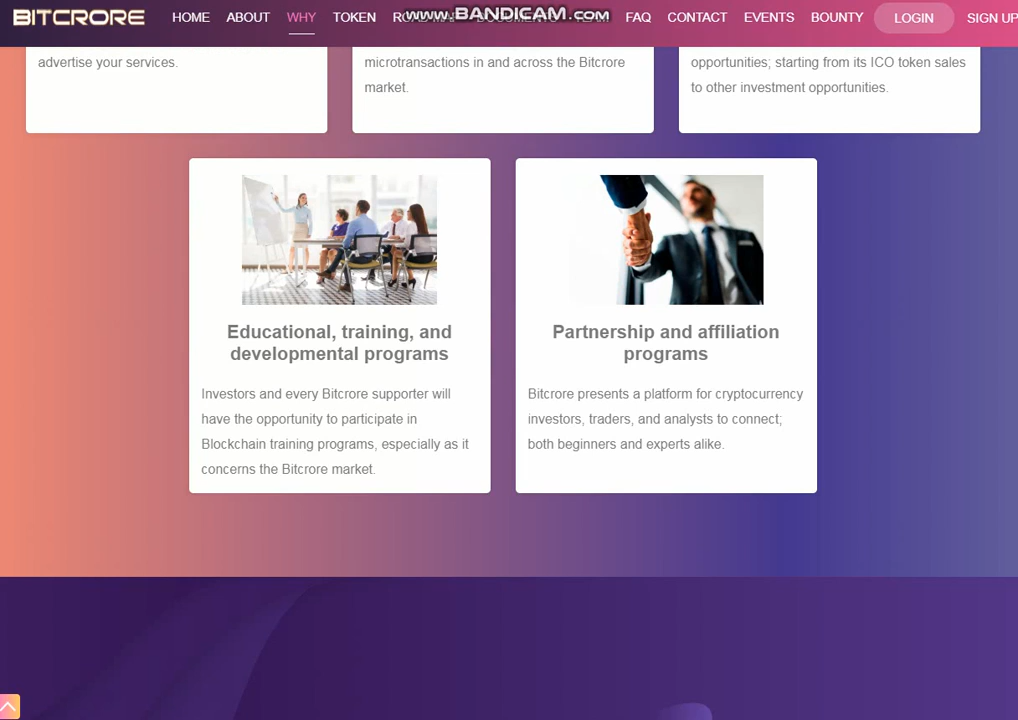 BITCRORE HOME ABOUT WHY TOKEN www.BANDICAM.com FAQ CONTACT EVENTS BOUNTY LOGIN SIGN UP
advertise your services.
microtransactions in and across the Bitcrore
market.
opportunities; starting from its ICO token sales
to other investment opportunities.
Educational, training, and
developmental programs
Investors and every Bitcrore supporter will
have the opportunity to participate in
Blockchain training programs, especially as it
concerns the Bitcrore market.
Partnership and affiliation
programs
Bitcrore presents a platform for cryptocurrency
investors, traders, and analysts to connect;
both beginners and experts alike.